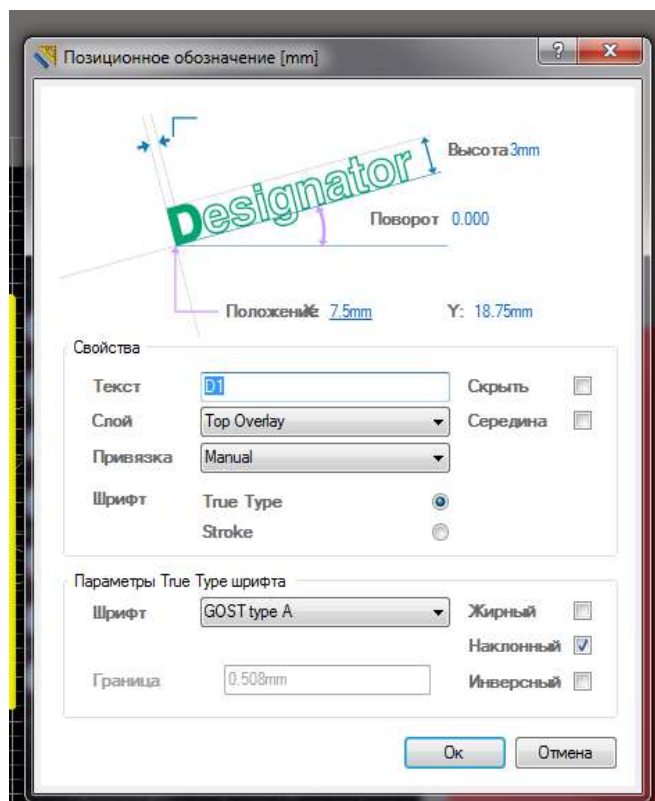 Позиционное обозначение [mm]
Designator
Высота 3mm
Поворот 0.000
Положение X: 7.5mm Y: 18.75mm
Свойства
Текст D1 Скрыть
Слой Top Overlay Середина
Привязка Manual
Шрифт True Type
Stroke
Параметры True Type шрифта
Шрифт GOST type A Жирный
Наклонный
Граница 0.508mm Инверсный
Ок Отмена